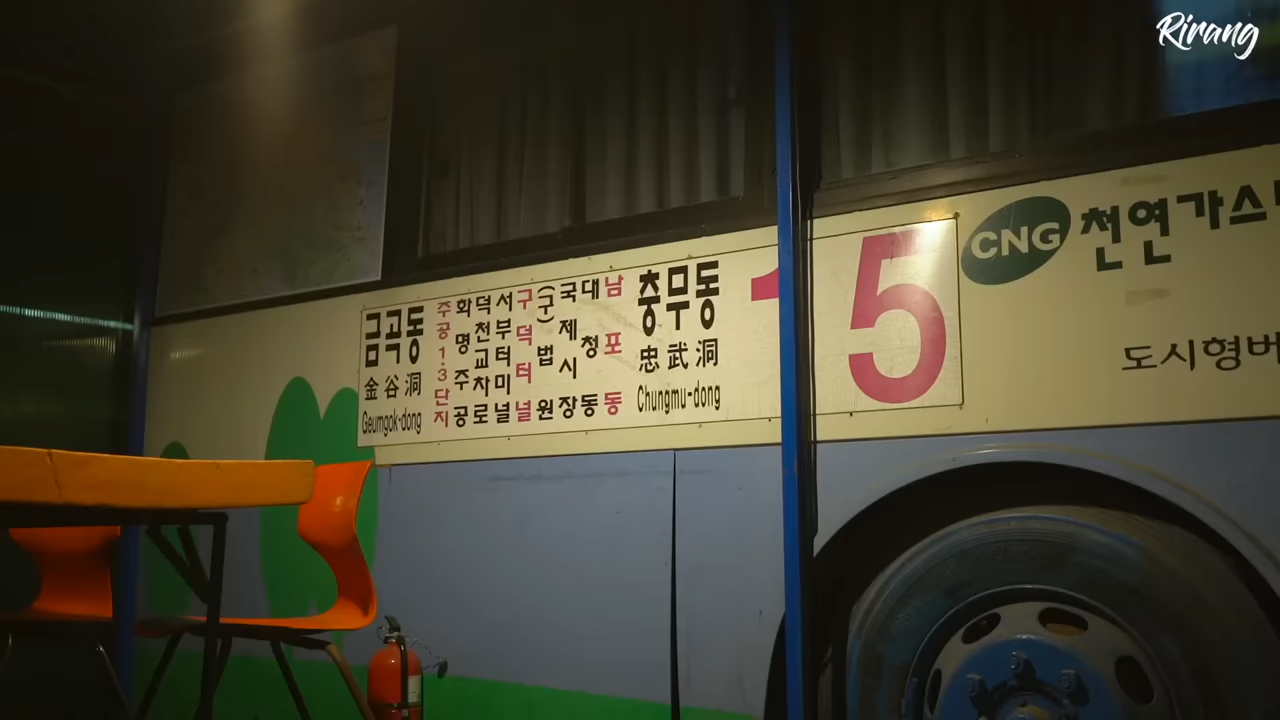 Rirang
금곡동
金谷洞
Geumgok-dong
주공1.3단지
화명주공
덕천교차로
서부터미널
구덕터널
(구)법원
국제시장
대청동
남포동
충무동
忠武洞
Chungmu-dong
15
CNG
천연가스
도시형버